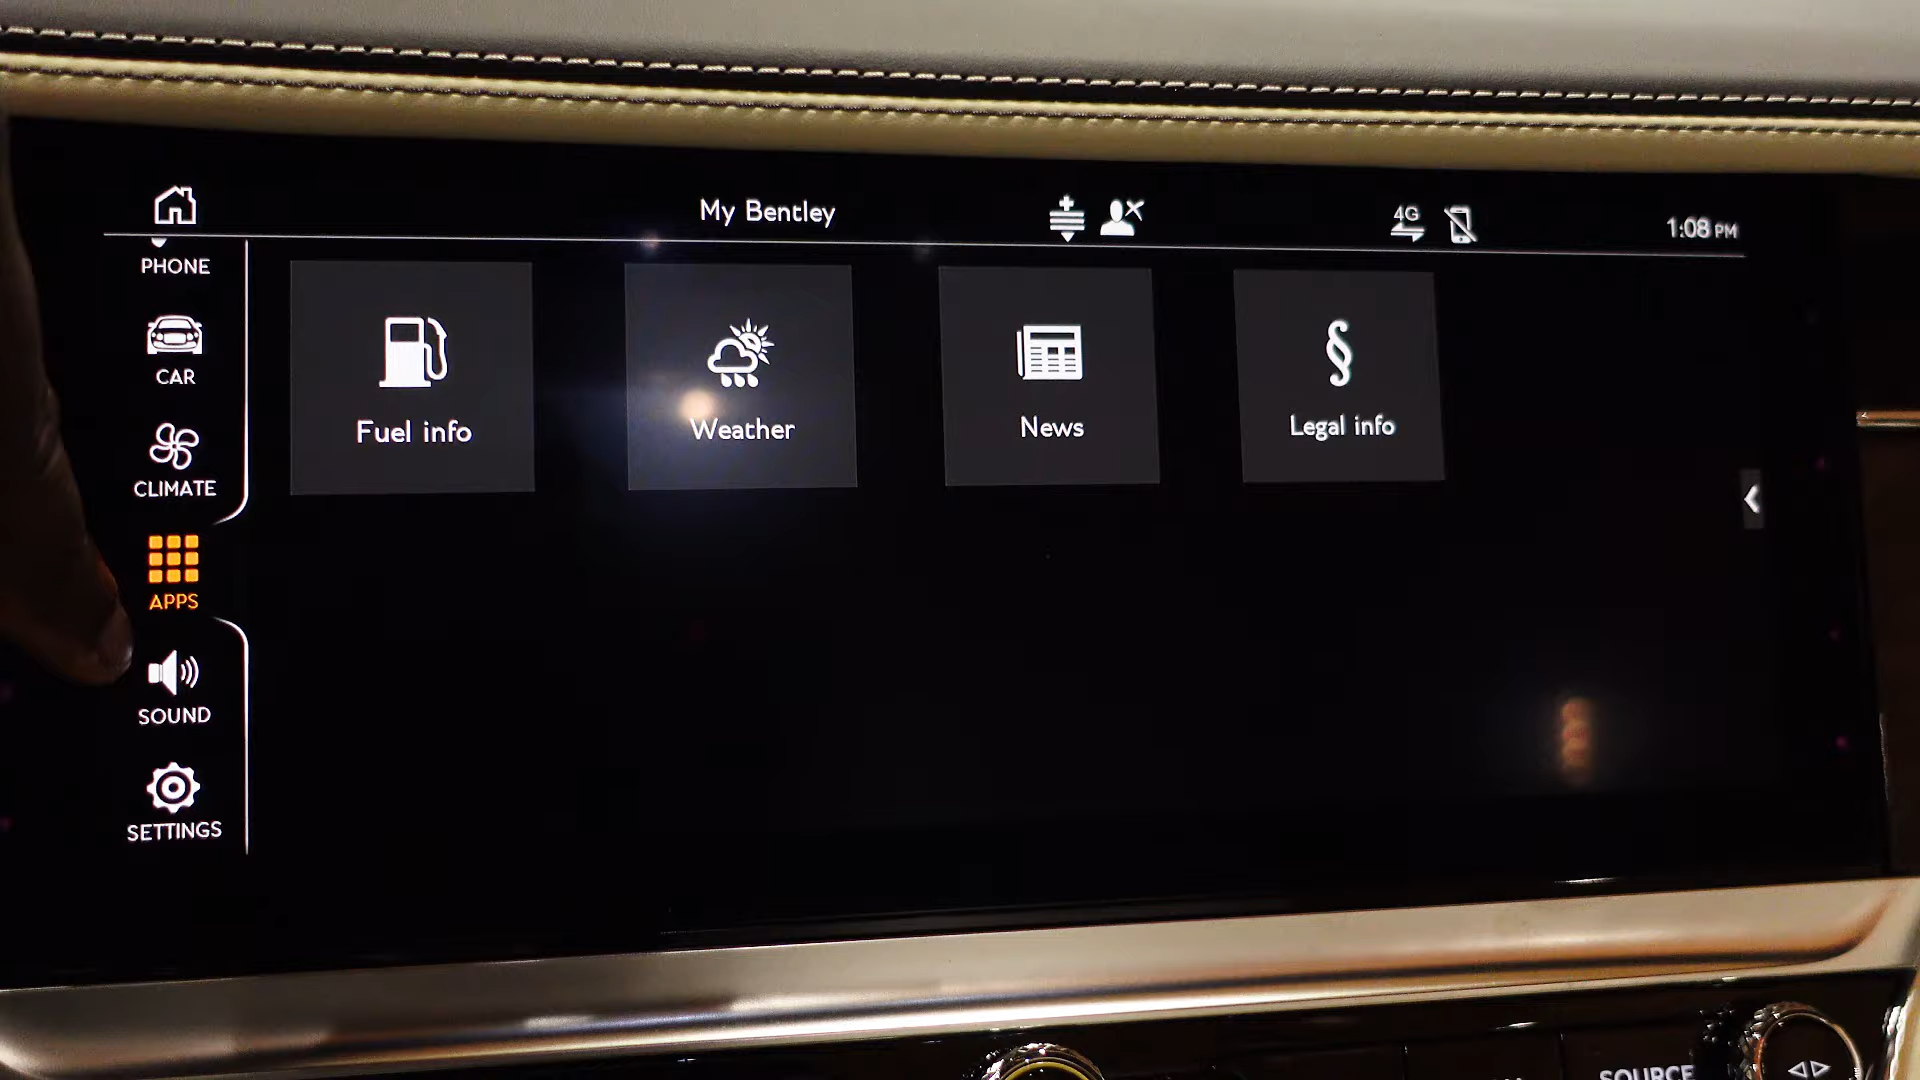 My Bentley
4G
1:08 PM
PHONE
CAR
CLIMATE
APPS
SOUND
SETTINGS
Fuel info
Weather
News
§
Legal info
SOURCE